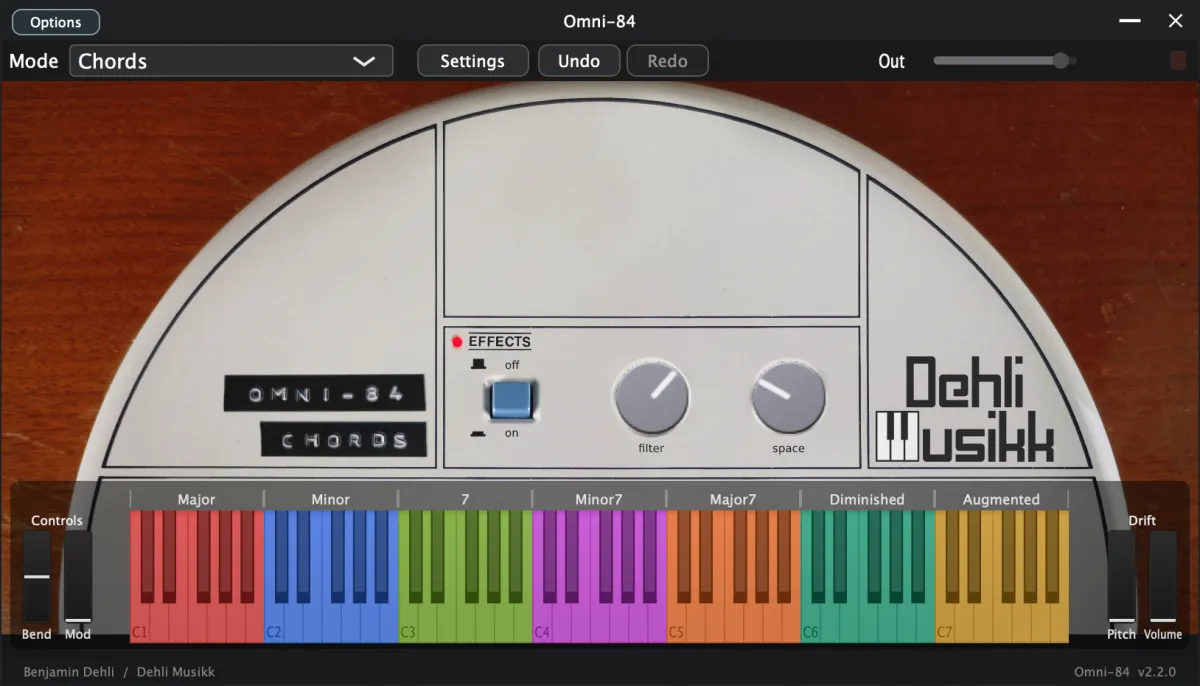 Options
Omni-84
Mode
Chords
Settings
Undo
Redo
Out
EFFECTS
off
on
filter
space
OMNI-84
CHORDS
Dehli
Musikk
Major
Minor
7
Minor7
Major7
Diminished
Augmented
Controls
Drift
C1
C2
C3
C4
C5
C6
C7
Bend
Mod
Pitch
Volume
Benjamin Dehli / Dehli Musikk
Omni-84 v2.2.0